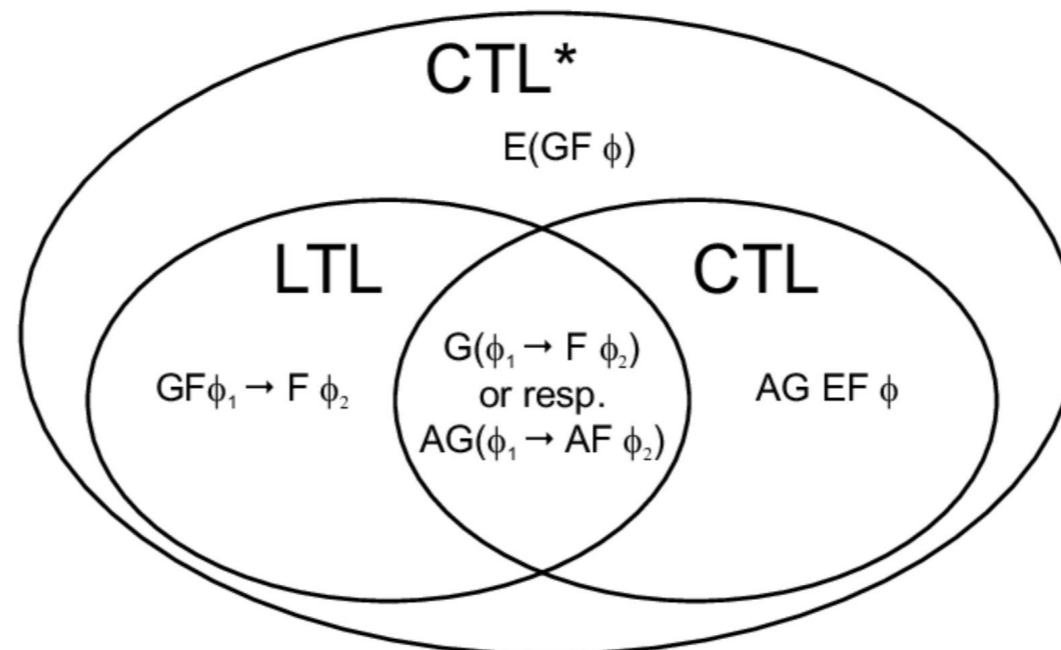 CTL*
E(GF ϕ)
LTL
CTL
GFϕ₁ → F ϕ₂
G(ϕ₁ → F ϕ₂)
or resp.
AG(ϕ₁ → AF ϕ₂)
AG EF ϕ